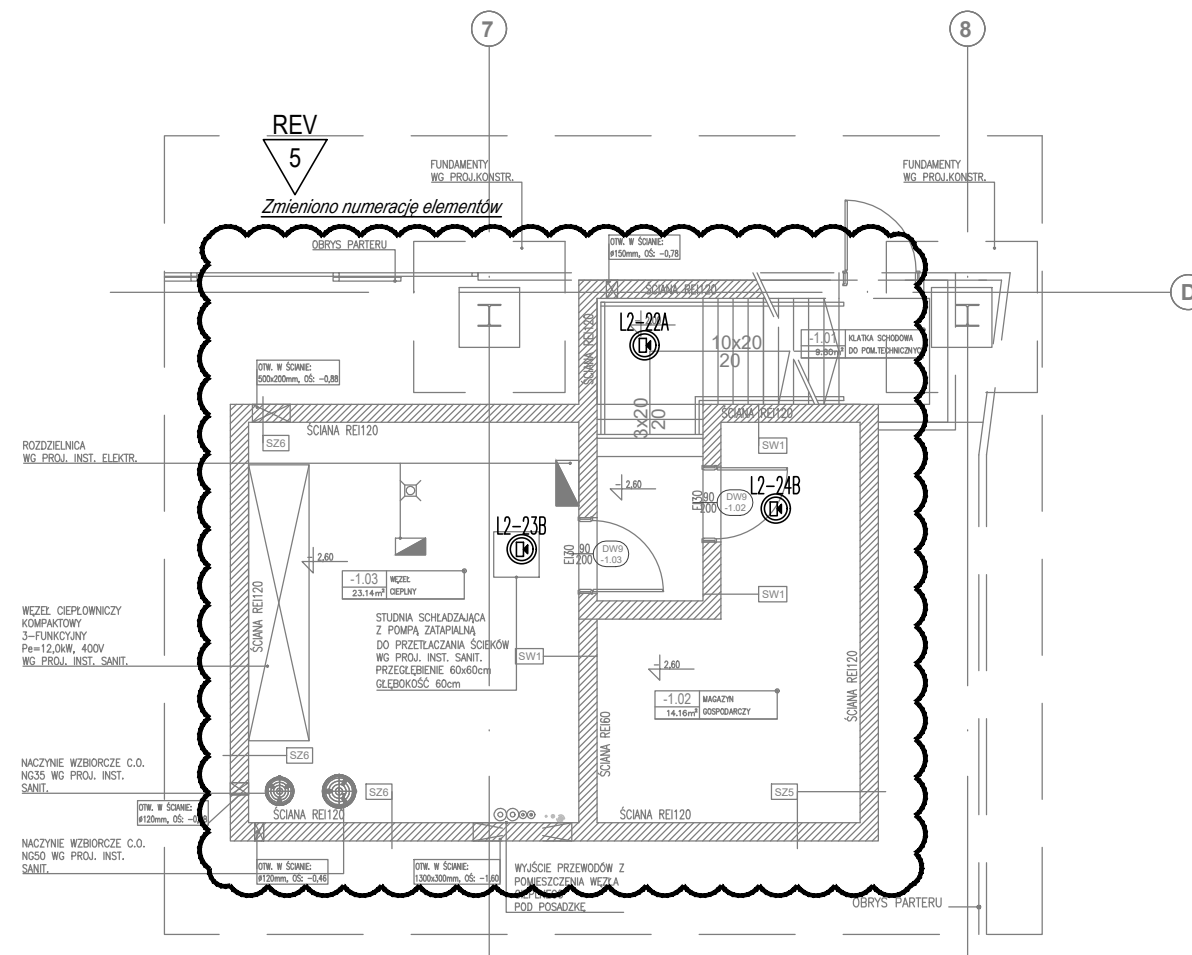 7
8
D
REV
5
Zmieniono numerację elementów
FUNDAMENTY
WG PROJ.KONSTR.
FUNDAMENTY
WG PROJ.KONSTR.
OBRYS PARTERU
OTW. W ŚCIANIE:
ø150mm, OŚ: -0,78
ŚCIANA REI120
ŚCIANA REI120
L2-22A
10x20
20
3x20
20
-1.01
KLATKA SCHODOWA
9.80m²
DO POM.TECHNICZNYCH
OTW. W ŚCIANIE:
500x200mm, OŚ: -0,88
ŚCIANA REI120
ŚCIANA REI120
SZ6
SW1
ROZDZIELNICA
WG PROJ. INST. ELEKTR.
- 2,60
L2-24B
EI30
90
200
DW9
-1.02
L2-23B
EI30
90
200
DW9
-1.03
- 2,60
-1.03
WĘZEŁ
23.14m²
CIEPLNY
ŚCIANA REI120
SW1
WĘZEŁ CIEPŁOWNICZY
KOMPAKTOWY
3-FUNKCYJNY
Pe=12,0kW, 400V
WG PROJ. INST. SANIT.
STUDNIA SCHŁADZAJĄCA
Z POMPĄ ZATAPIALNĄ
DO PRZETŁACZANIA ŚCIEKÓW
WG PROJ. INST. SANIT.
PRZEGŁĘBIENIE 60x60cm
GŁĘBOKOŚĆ 60cm
SW1
- 2,60
-1.02
MAGAZYN
14.16m²
GOSPODARCZY
ŚCIANA REI120
ŚCIANA REI60
SZ6
NACZYNIE WZBIORCZE C.O.
NG35 WG PROJ. INST.
SANIT.
SZ6
SZ5
OTW. W ŚCIANIE:
ø120mm, OŚ:
ŚCIANA REI120
ŚCIANA REI120
NACZYNIE WZBIORCZE C.O.
NG50 WG PROJ. INST.
SANIT.
OTW. W ŚCIANIE:
ø120mm, OŚ: -0,46
OTW. W ŚCIANIE:
1300x300mm, OŚ: -1,60
WYJŚCIE PRZEWODÓW Z
POMIESZCZENIA WĘZŁA
CIEPLNEGO
POD POSADZKĘ
OBRYS PARTERU